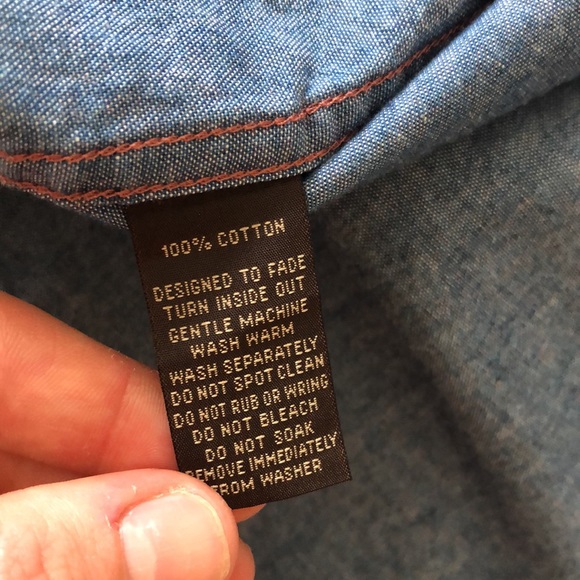 100% COTTON
DESIGNED TO FADE
TURN INSIDE OUT
GENTLE MACHINE
WASH WARM
WASH SEPARATELY
DO NOT SPOT CLEAN
DO NOT RUB OR WRING
DO NOT BLEACH
DO NOT SOAK
REMOVE IMMEDIATELY
FROM WASHER